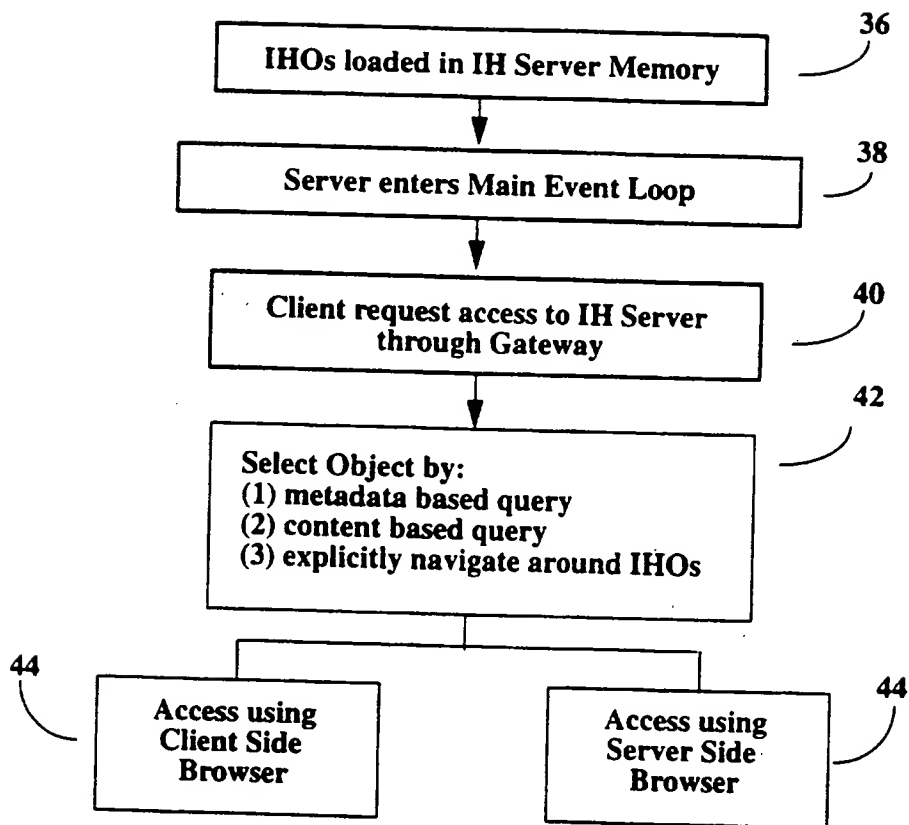 36
IHOs loaded in IH Server Memory
38
Server enters Main Event Loop
40
Client request access to IH Server
through Gateway
42
Select Object by:
(1) metadata based query
(2) content based query
(3) explicitly navigate around IHOs
44
Access using
Client Side
Browser
44
Access using
Server Side
Browser